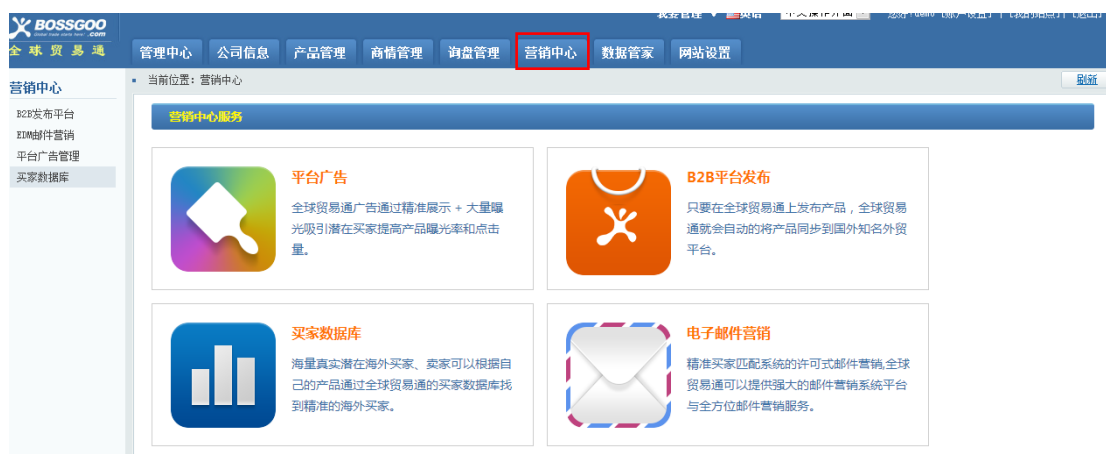 BOSSGOO
.com
全球贸易通
管理中心 公司信息 产品管理 商情管理 询盘管理 营销中心 数据管家 网站设置
营销中心
B2B发布平台
EDM邮件营销
平台广告管理
买家数据库
当前位置：营销中心
刷新
营销中心服务
平台广告
全球贸易通广告通过精准展示 + 大量曝
光吸引潜在买家提高产品曝光率和点击
量。
B2B平台发布
只要在全球贸易通上发布产品，全球贸易
通就会自动的将产品同步到国外知名外贸
平台。
买家数据库
海量真实潜在海外买家、卖家可以根据自
己的产品通过全球贸易通的买家数据库找
到精准的海外买家。
电子邮件营销
精准买家匹配系统的许可式邮件营销,全球
贸易通可以提供强大的邮件营销系统平台
与全方位邮件营销服务。